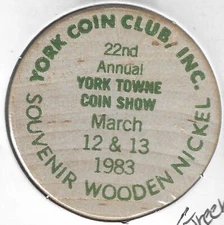 YORK COIN CLUB, INC.
22nd
Annual
YORK TOWNE
COIN SHOW
March
12 & 13
1983
SOUVENIR WOODEN NICKEL